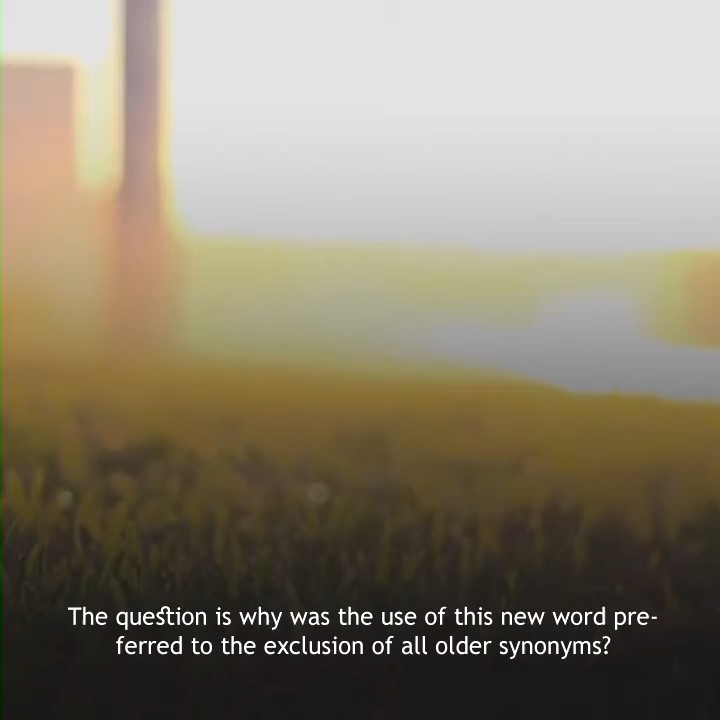 The question is why was the use of this new word pre-
ferred to the exclusion of all older synonyms?